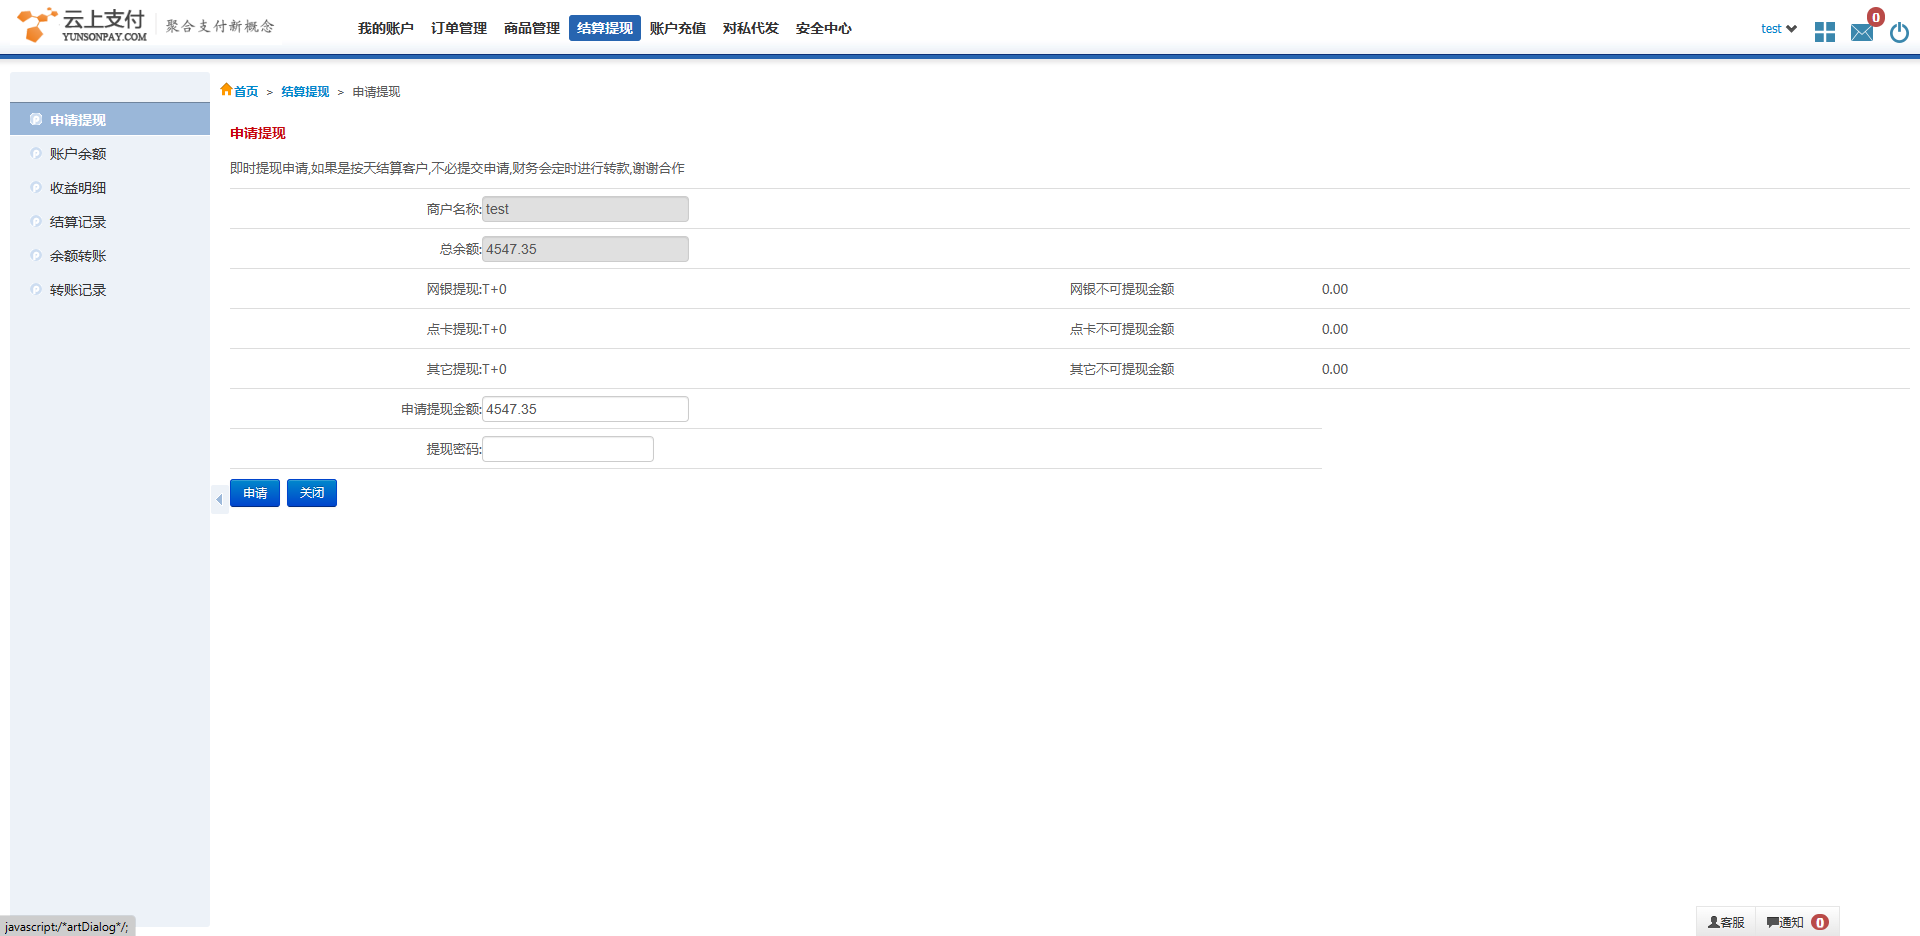 云上支付
YUNSONPAY.COM
聚合支付新概念
我的账户 订单管理 商品管理 结算提现 账户充值 对私代发 安全中心
test
0
首页 > 结算提现 > 申请提现
申请提现
账户余额
收益明细
结算记录
余额转账
转账记录
申请提现
即时提现申请,如果是按天结算客户,不必提交申请,财务会定时进行转款,谢谢合作
商户名称: test
总余额: 4547.35
网银提现:T+0 网银不可提现金额 0.00
点卡提现:T+0 点卡不可提现金额 0.00
其它提现:T+0 其它不可提现金额 0.00
申请提现金额: 4547.35
提现密码:
申请 关闭
javascript:/*artDialog*/;
客服 通知 0